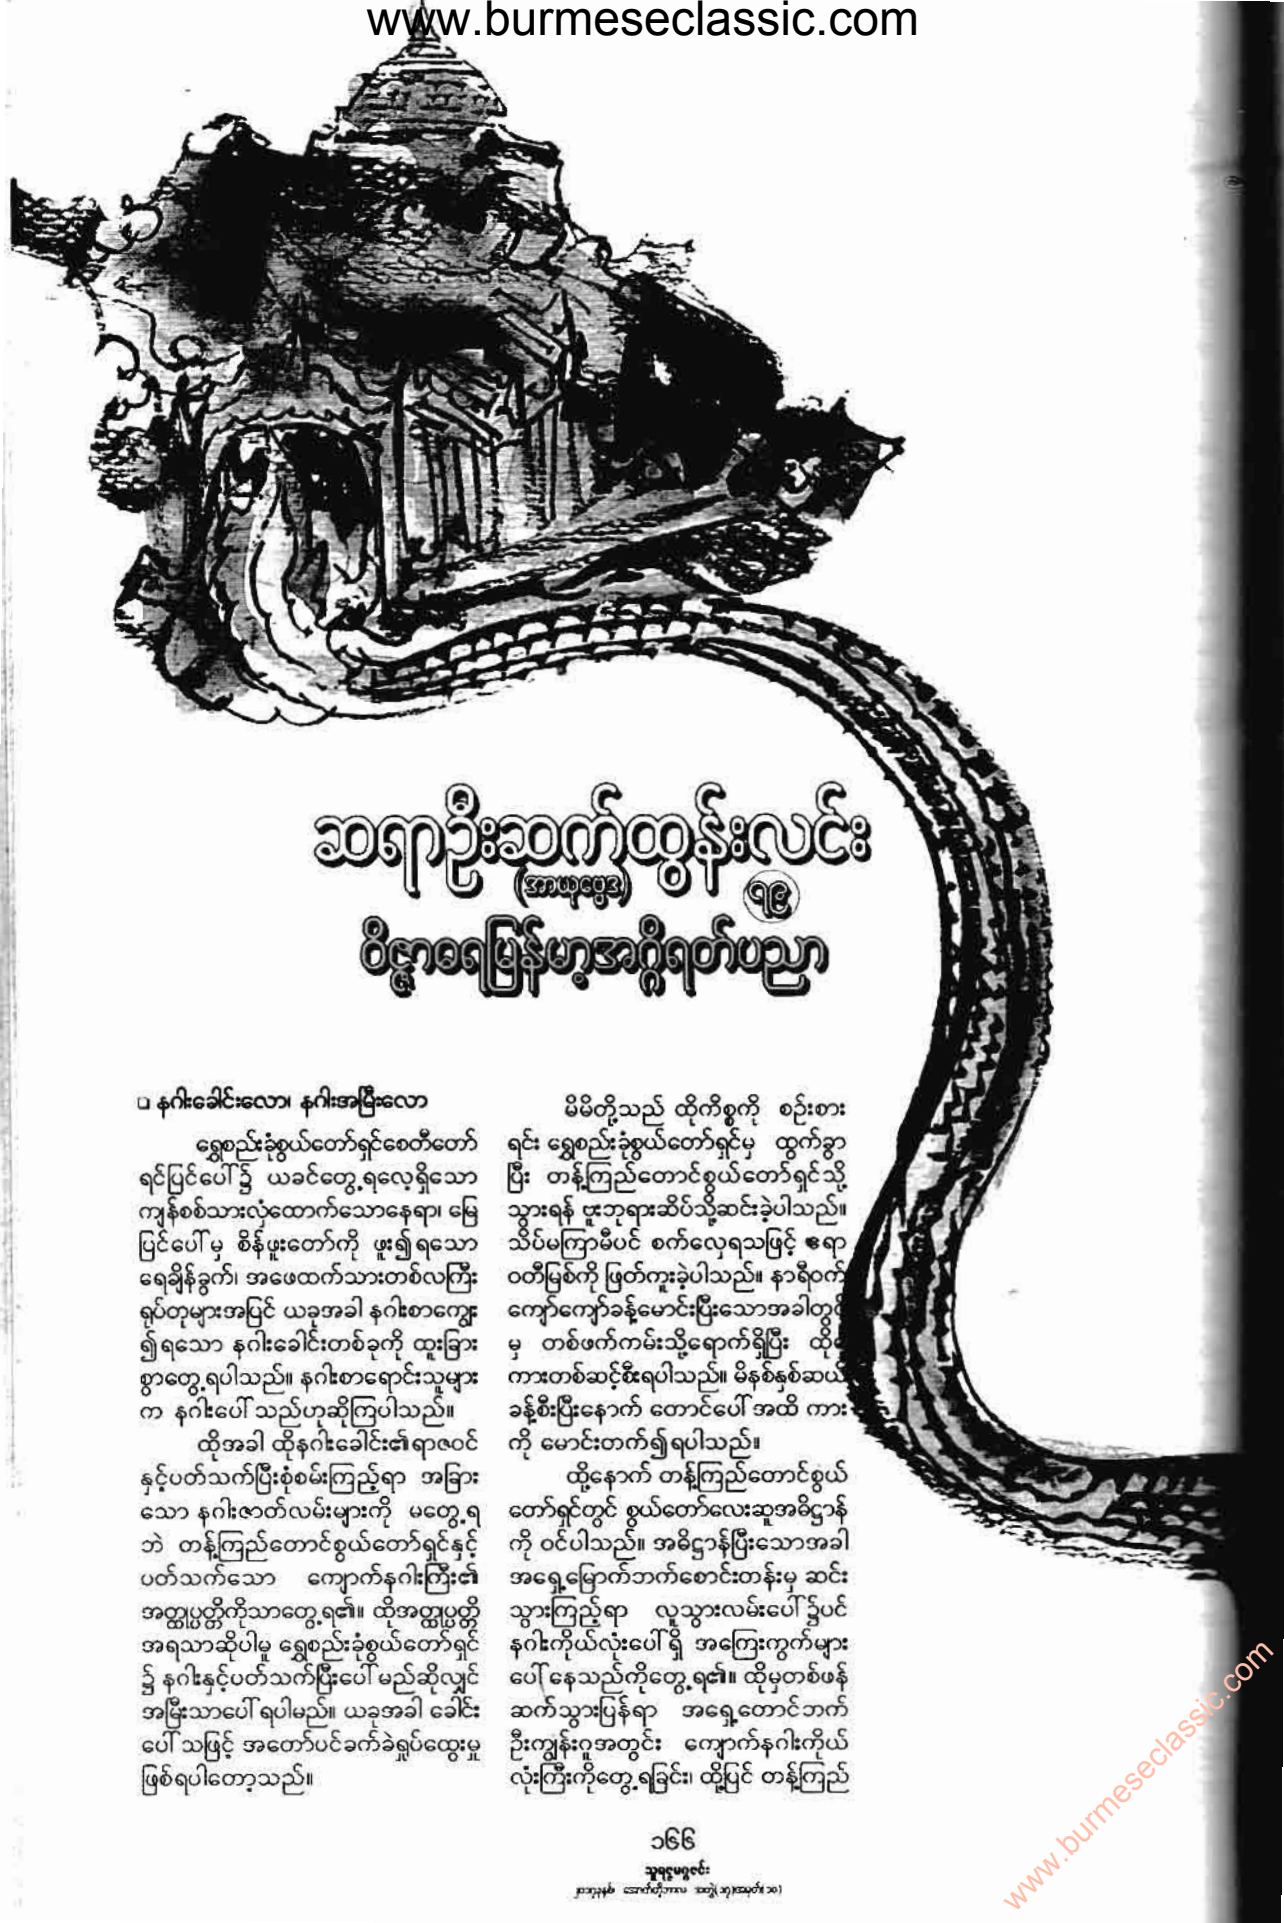 www.burmeseclassic.com
ဆရာဦးဆက်ထွန်းလှင်း
(အာယုဗ္ဗေဒ)
၇၉
ဝိဇ္ဇာဓရမြန်မာ့အဂ္ဂိရတ်ပညာ
❑ နဂါးခေါင်းလော၊ နဂါးအမြီးလော
ရွှေစည်းခုံစွယ်တော်ရှင်စေတီတော်
ရင်ပြင်ပေါ်၌ ယခင်တွေ့ရလေ့ရှိသော
ကျန်စစ်သားလှံထောက်သောနေရာ၊ မြေ
ပြင်ပေါ်မှ စိန်ဖူးတော်ကို ဖူး၍ရသော
ရေချိန်ခွက်၊ အဖေထက်သားတစ်လကြီး
ရုပ်တုများအပြင် ယခုအခါ နဂါးစာကျွေး
၍ရသော နဂါးခေါင်းတစ်ခုကို ထူးခြား
စွာတွေ့ရပါသည်။ နဂါးစာရောင်းသူများ
က နဂါးပေါ်သည်ဟုဆိုကြပါသည်။
ထိုအခါ ထိုနဂါးခေါင်း၏ရာဇဝင်
နှင့်ပတ်သက်ပြီးစုံစမ်းကြည့်ရာ အခြား
သော နဂါးဇာတ်လမ်းများကို မတွေ့ရ
ဘဲ တန့်ကြည်တောင်စွယ်တော်ရှင်နှင့်
ပတ်သက်သော ကျောက်နဂါးကြီး၏
အတ္ထုပ္ပတ္တိကိုသာတွေ့ရ၏။ ထိုအတ္ထုပ္ပတ္တိ
အရသာဆိုပါမူ ရွှေစည်းခုံစွယ်တော်ရှင်
၌ နဂါးနှင့်ပတ်သက်ပြီးပေါ်မည်ဆိုလျှင်
အမြီးသာပေါ်ရပါမည်။ ယခုအခါ ခေါင်း
ပေါ်သဖြင့် အတော်ပင်ခက်ခဲရှုပ်ထွေးမှု
ဖြစ်ရပါတော့သည်။
မိမိတို့သည် ထိုကိစ္စကို စဉ်းစား
ရင်း ရွှေစည်းခုံစွယ်တော်ရှင်မှ ထွက်ခွာ
ပြီး တန့်ကြည်တောင်စွယ်တော်ရှင်သို့
သွားရန် ဗူးဘုရားဆိပ်သို့ဆင်းခဲ့ပါသည်။
သိပ်မကြာမီပင် စက်လှေရသဖြင့် ဧရာ
ဝတီမြစ်ကို ဖြတ်ကူးခဲ့ပါသည်။ နာရီဝက်
ကျော်ကျော်ခန့်မောင်းပြီးသောအခါတွင်
မှ တစ်ဖက်ကမ်းသို့ရောက်ရှိပြီး ထိုမှ
ကားတစ်ဆင့်စီးရပါသည်။ မိနစ်နှစ်ဆယ်
ခန့်စီးပြီးနောက် တောင်ပေါ်အထိ ကား
ကို မောင်းတက်၍ရပါသည်။
ထို့နောက် တန့်ကြည်တောင်စွယ်
တော်ရှင်တွင် စွယ်တော်လေးဆူအဓိဋ္ဌာန်
ကို ဝင်ပါသည်။ အဓိဋ္ဌာန်ပြီးသောအခါ
အရှေ့မြောက်ဘက်စောင်းတန်းမှ ဆင်း
သွားကြည့်ရာ လူသွားလမ်းပေါ်၌ပင်
နဂါးကိုယ်လုံးပေါ်ရှိ အကြေးကွက်များ
ပေါ်နေသည်ကိုတွေ့ရ၏။ ထိုမှတစ်ဖန်
ဆက်သွားပြန်ရာ အရှေ့တောင်ဘက်
ဦးကျွန်းဂူအတွင်း ကျောက်နဂါးကိုယ်
လုံးကြီးကိုတွေ့ရခြင်း၊ ထို့ပြင် တန့်ကြည်
၁၆၆
သူရဇ္ဇမဂ္ဂဇင်း
www.burmeseclassic.com